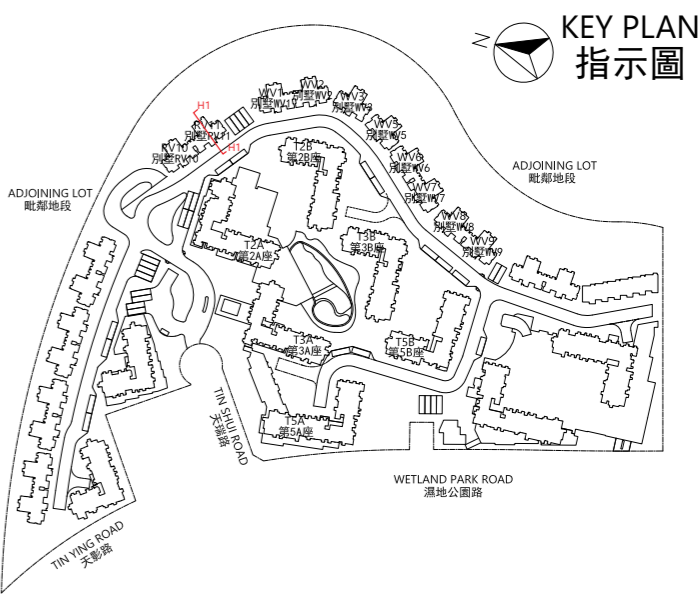 KEY PLAN
指示圖
N
H1
WV1
別墅WV1
WV2
別墅WV2
WV3
別墅WV3
別墅RV11
H1
RV10
別墅RV10
WV5
別墅WV5
T2B
第2B座
WV6
別墅WV6
ADJOINING LOT
毗鄰地段
WV7
別墅WV7
ADJOINING LOT
毗鄰地段
WV8
別墅WV8
T3B
第3B座
WV9
別墅WV9
T2A
第2A座
T3A
第3A座
T5B
第5B座
TIN SHUI ROAD
天瑞路
T5A
第5A座
WETLAND PARK ROAD
濕地公園路
TIN YING ROAD
天影路